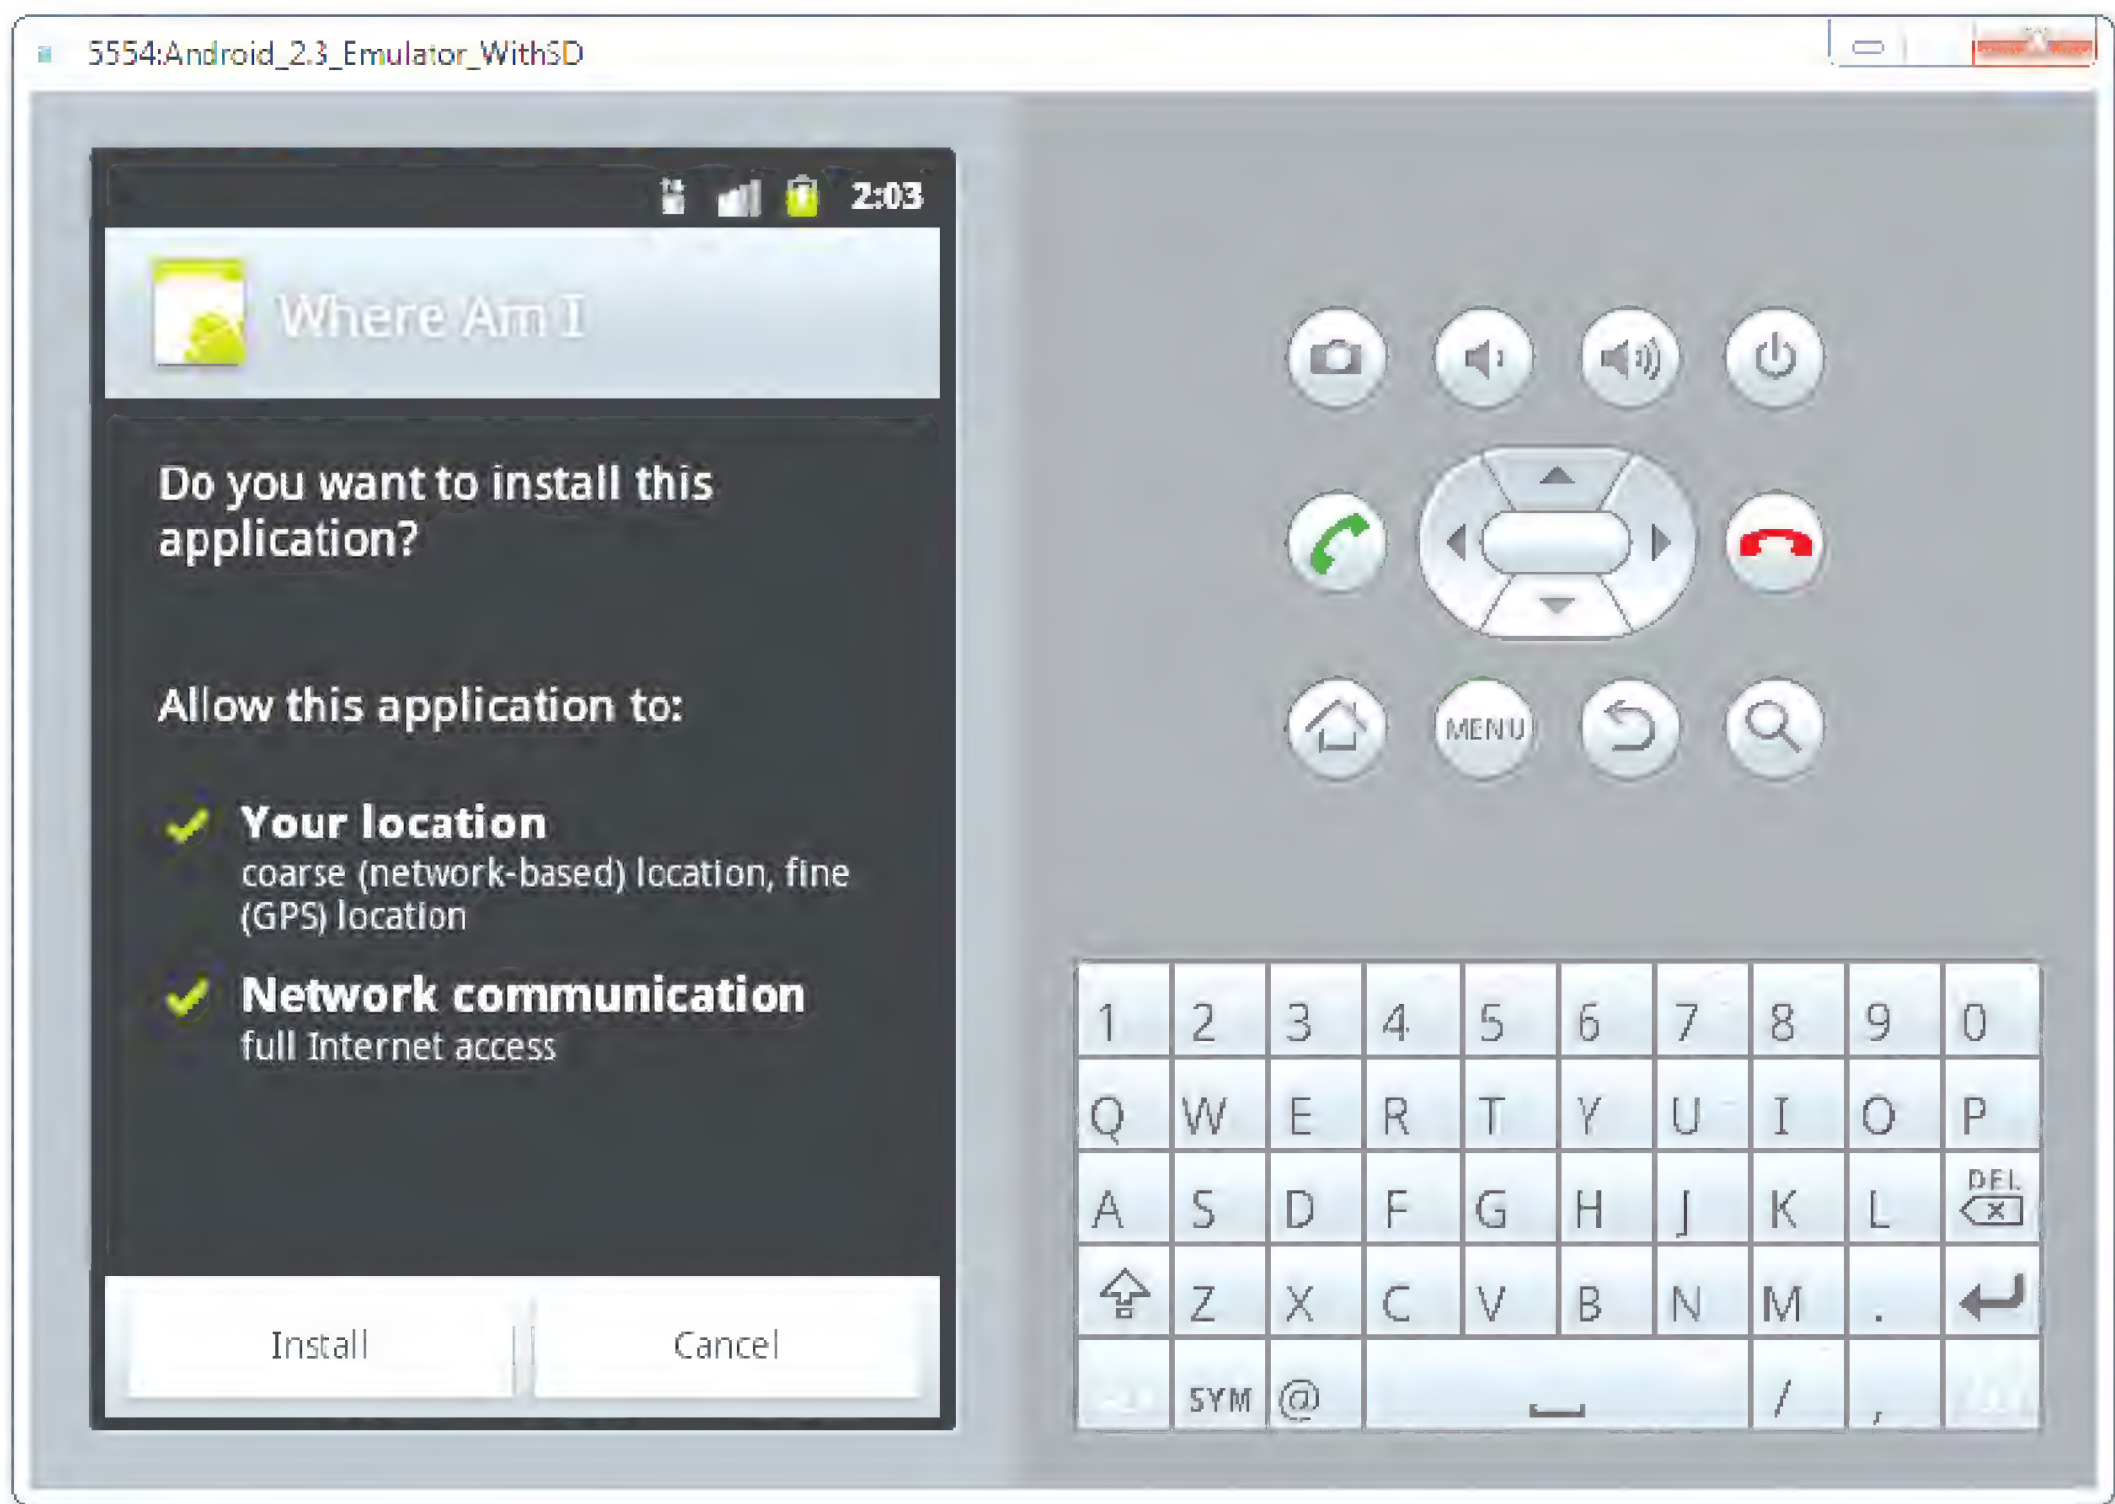 5554:Android_2.3_Emulator_WithSD
2:03
Where Am I
Do you want to install this
application?
Allow this application to:
Your location
coarse (network-based) location, fine
(GPS) location
Network communication
full Internet access
Install
Cancel
MENU
1 2 3 4 5 6 7 8 9 0
Q W E R T Y U I O P
A S D F G H J K L DEL
Z X C V B N M .
SYM @ / ,